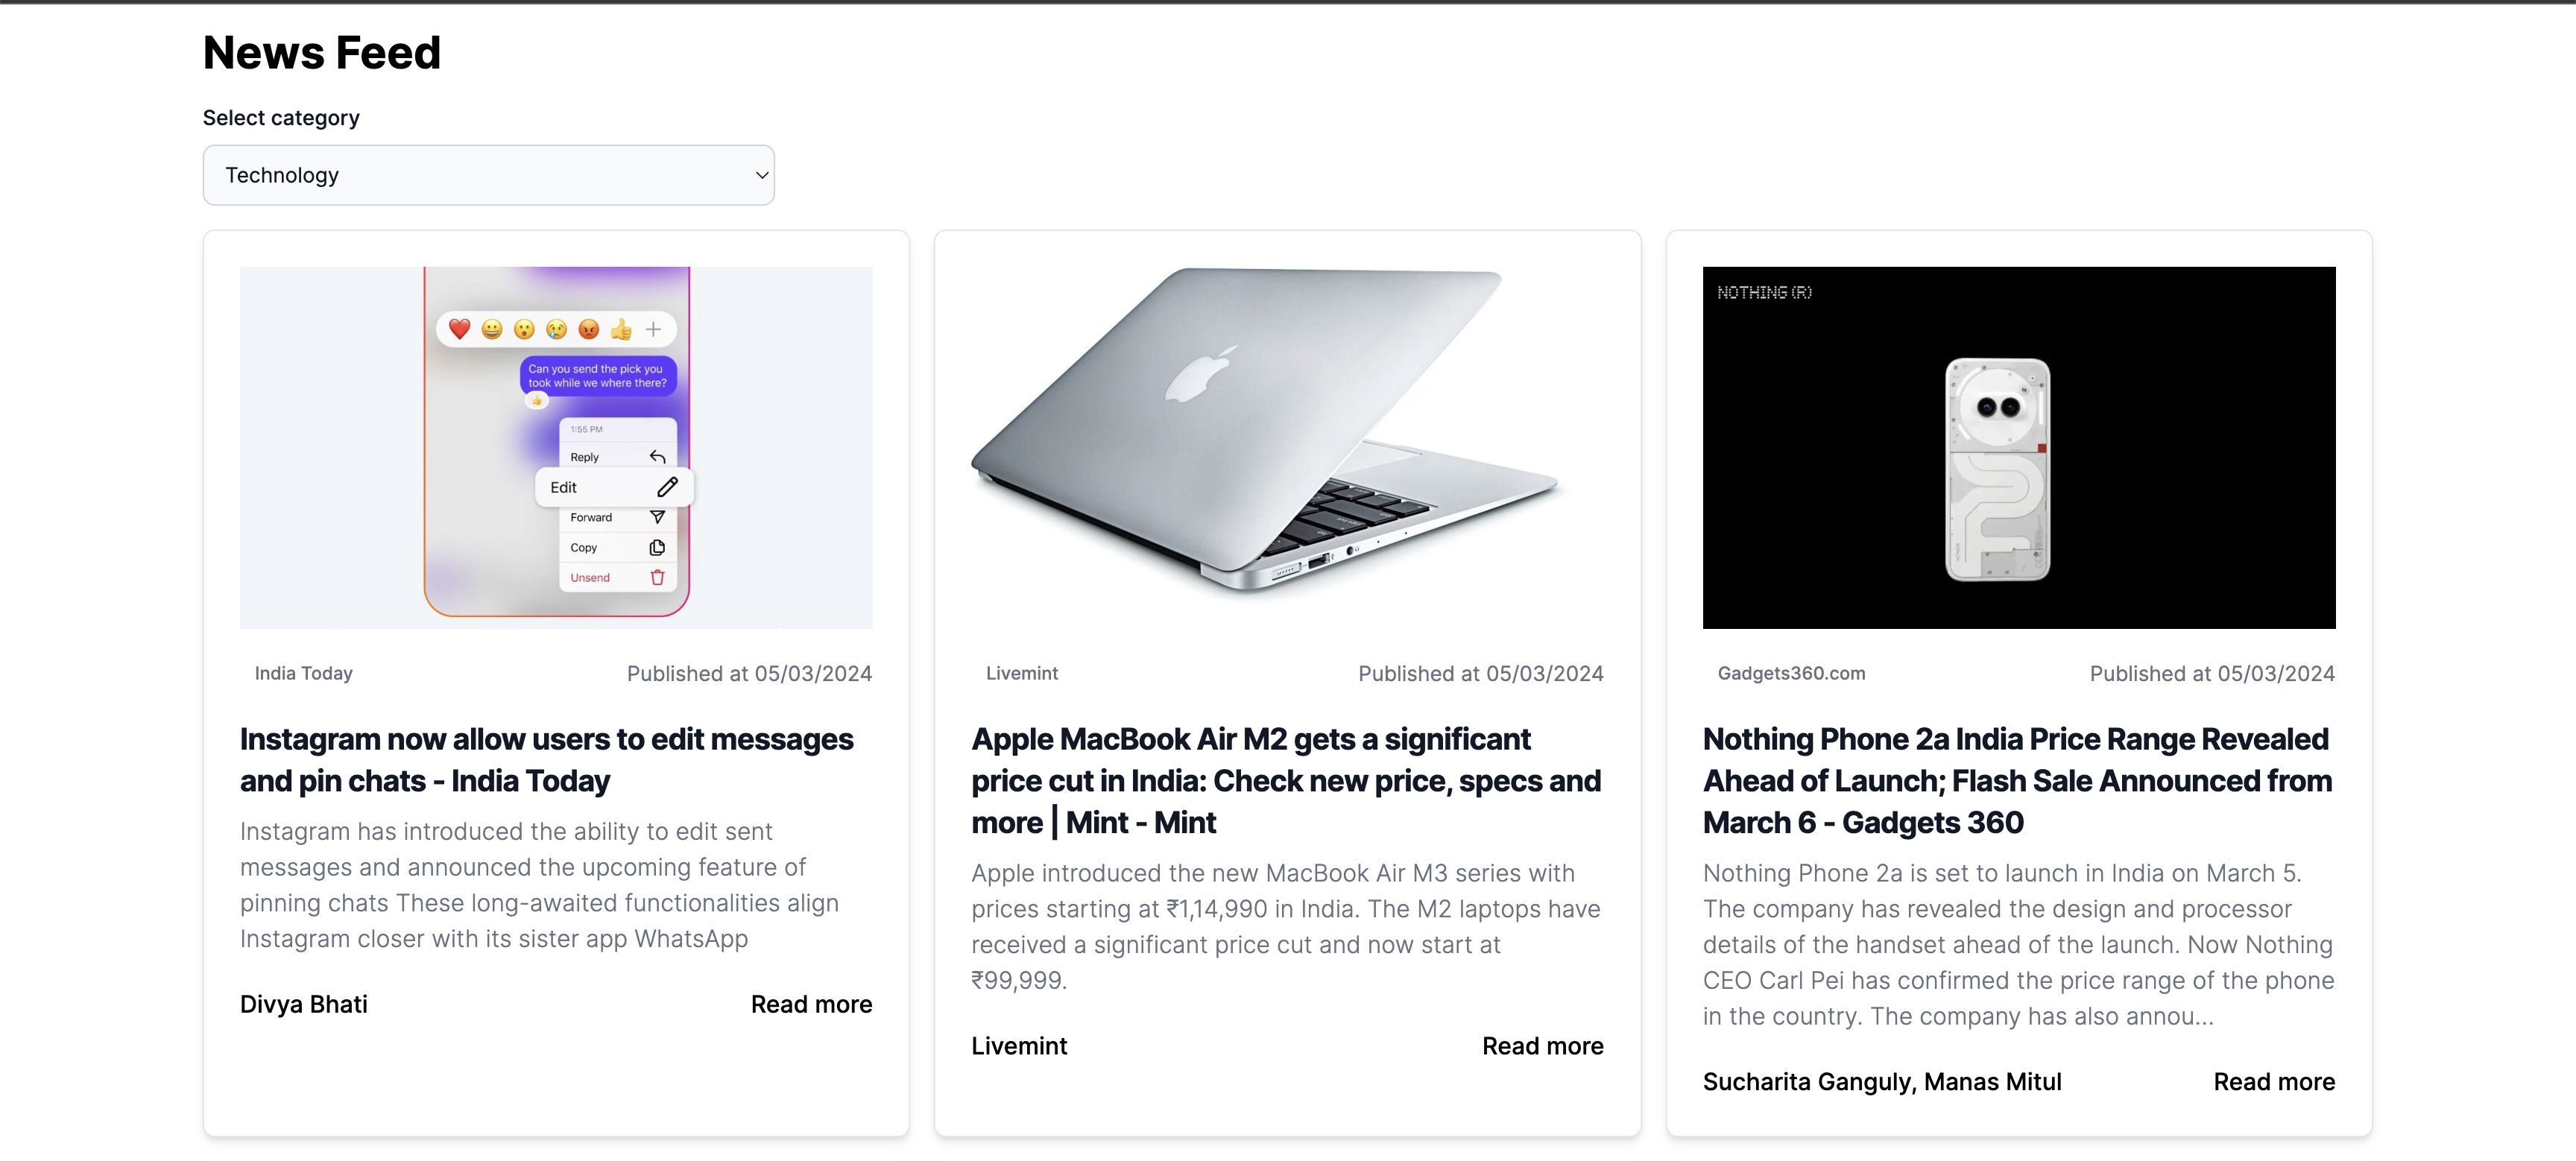 News Feed
Select category
Technology
Can you send the pick you
took while we where there?
1:55 PM
Reply
Edit
Forward
Copy
Unsend
India Today
Published at 05/03/2024
Instagram now allow users to edit messages
and pin chats - India Today
Instagram has introduced the ability to edit sent
messages and announced the upcoming feature of
pinning chats These long-awaited functionalities align
Instagram closer with its sister app WhatsApp
Divya Bhati
Read more
Livemint
Published at 05/03/2024
Apple MacBook Air M2 gets a significant
price cut in India: Check new price, specs and
more | Mint - Mint
Apple introduced the new MacBook Air M3 series with
prices starting at ₹1,14,990 in India. The M2 laptops have
received a significant price cut and now start at
₹99,999.
Livemint
Read more
NOTHING (R)
Gadgets360.com
Published at 05/03/2024
Nothing Phone 2a India Price Range Revealed
Ahead of Launch; Flash Sale Announced from
March 6 - Gadgets 360
Nothing Phone 2a is set to launch in India on March 5.
The company has revealed the design and processor
details of the handset ahead of the launch. Now Nothing
CEO Carl Pei has confirmed the price range of the phone
in the country. The company has also annou...
Sucharita Ganguly, Manas Mitul
Read more